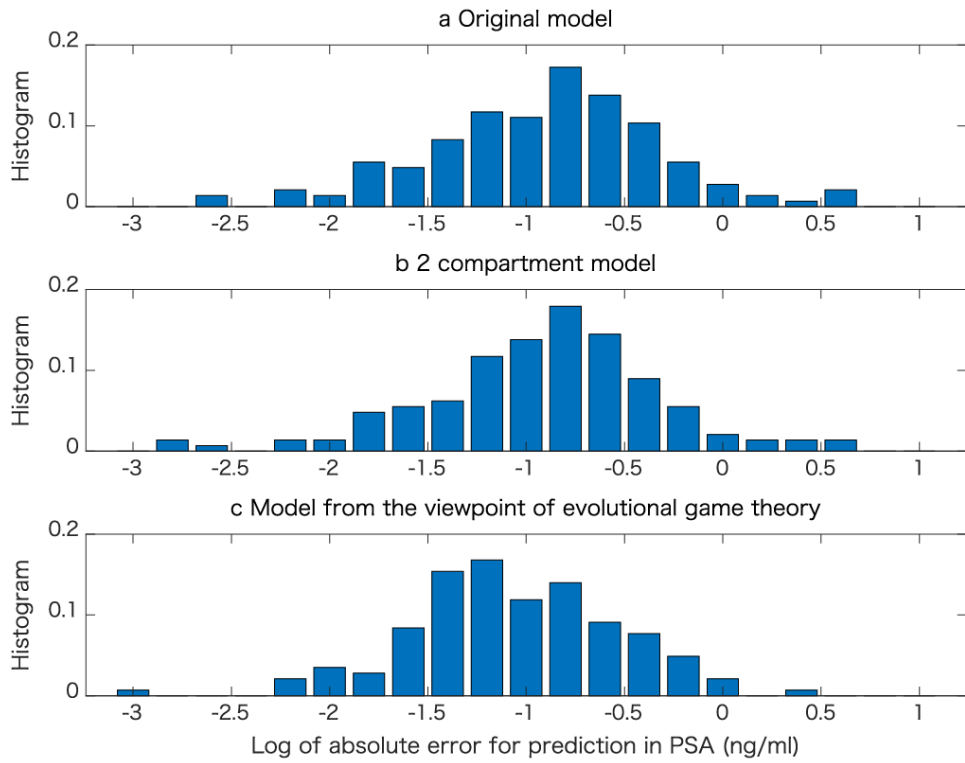 a Original model
0.2
0.1
0
Histogram
-3 -2.5 -2 -1.5 -1 -0.5 0 0.5 1
b 2 compartment model
0.2
0.1
0
Histogram
-3 -2.5 -2 -1.5 -1 -0.5 0 0.5 1
c Model from the viewpoint of evolutional game theory
0.2
0.1
0
Histogram
-3 -2.5 -2 -1.5 -1 -0.5 0 0.5 1
Log of absolute error for prediction in PSA (ng/ml)